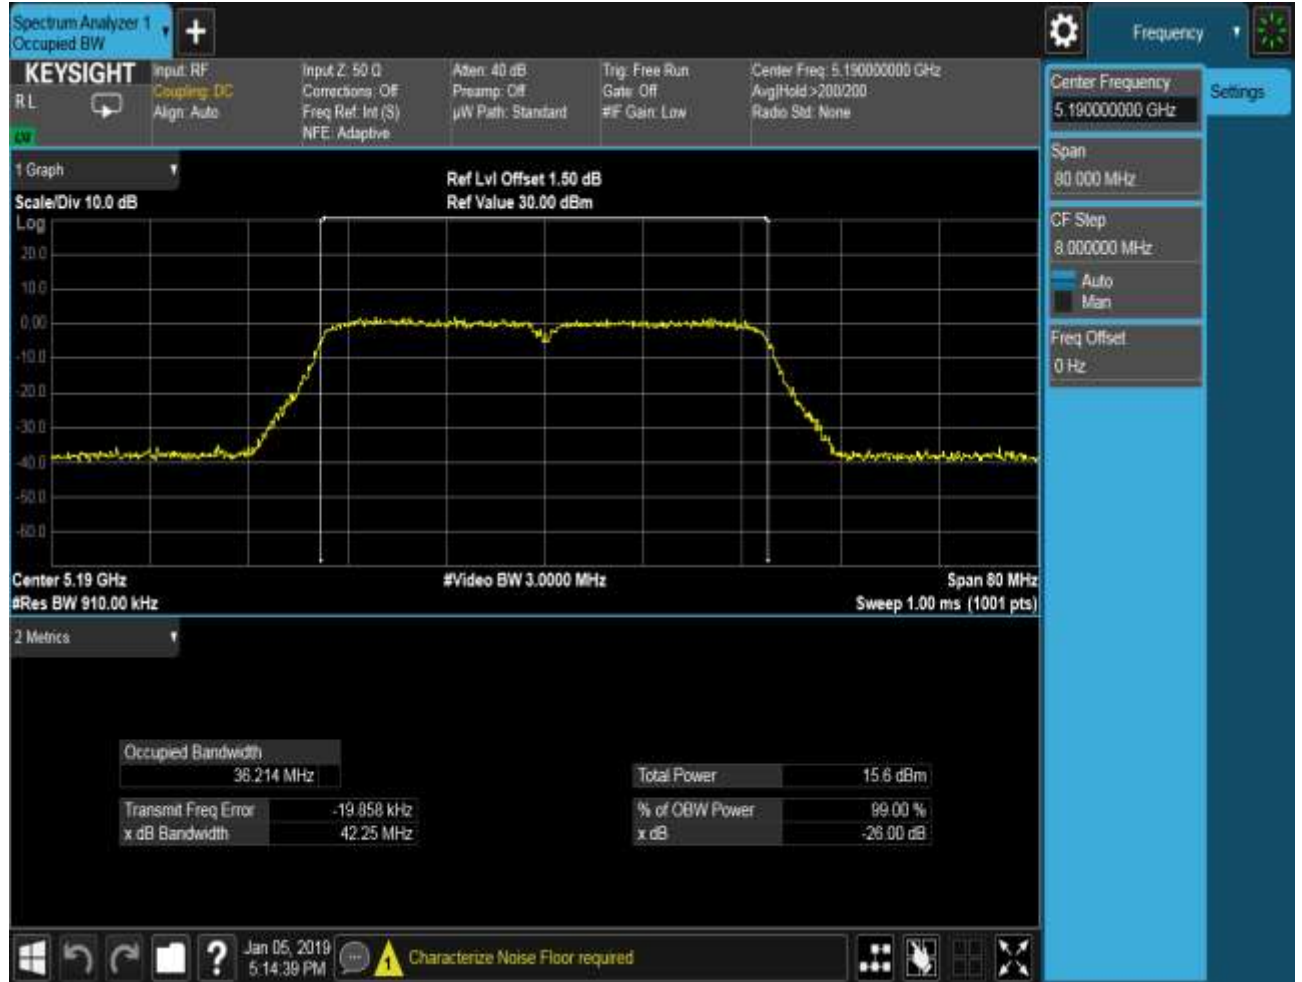 Spectrum Analyzer 1
Occupied BW
Frequency
KEYSIGHT
RL
Input: RF
Coupling: DC
Align: Auto
Input Z: 50 Ω
Corrections: Off
Freq Ref: Int (S)
NFE: Adaptive
Atten: 40 dB
Preamp: Off
µW Path: Standard
Trig: Free Run
Gate: Off
#IF Gain: Low
Center Freq: 5.190000000 GHz
Avg|Hold:>200/200
Radio Std: None
Center Frequency
5.190000000 GHz
Settings
Span
80.000 MHz
CF Step
8.000000 MHz
Auto
Man
Freq Offset
0 Hz
1 Graph
Scale/Div 10.0 dB
Ref Lvl Offset 1.50 dB
Ref Value 30.00 dBm
Log
20.0
10.0
0.00
-10.0
-20.0
-30.0
-40.0
-50.0
-60.0
Center 5.19 GHz
#Video BW 3.0000 MHz
Span 80 MHz
#Res BW 910.00 kHz
Sweep 1.00 ms (1001 pts)
2 Metrics
Occupied Bandwidth
36.214 MHz
Total Power 15.6 dBm
Transmit Freq Error -19.858 kHz
% of OBW Power 99.00 %
x dB Bandwidth 42.25 MHz
x dB -26.00 dB
?
Jan 05, 2019
5:14:39 PM
1
Characterize Noise Floor required